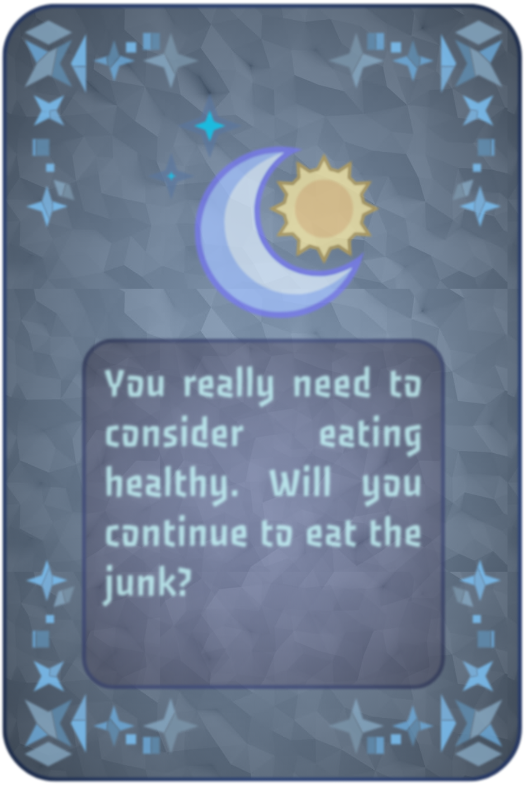 You really need to
consider eating
healthy. Will you
continue to eat the
junk?